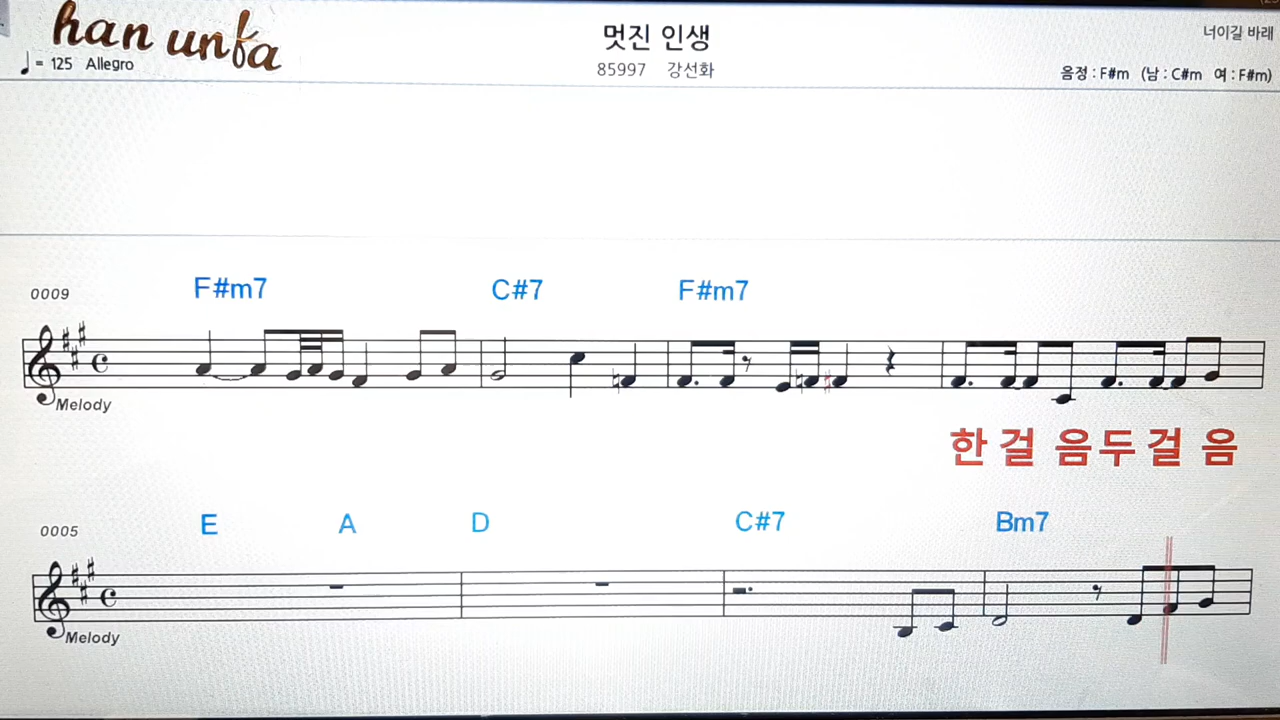 han unfa
멋진 인생
너이길 바래
♩ = 125 Allegro
85997 강선화
음정 : F#m (남 : C#m 여 : F#m)
0009
F#m7 C#7 F#m7
Melody
한 걸 음 두 걸 음
0005
E A D C#7 Bm7
Melody